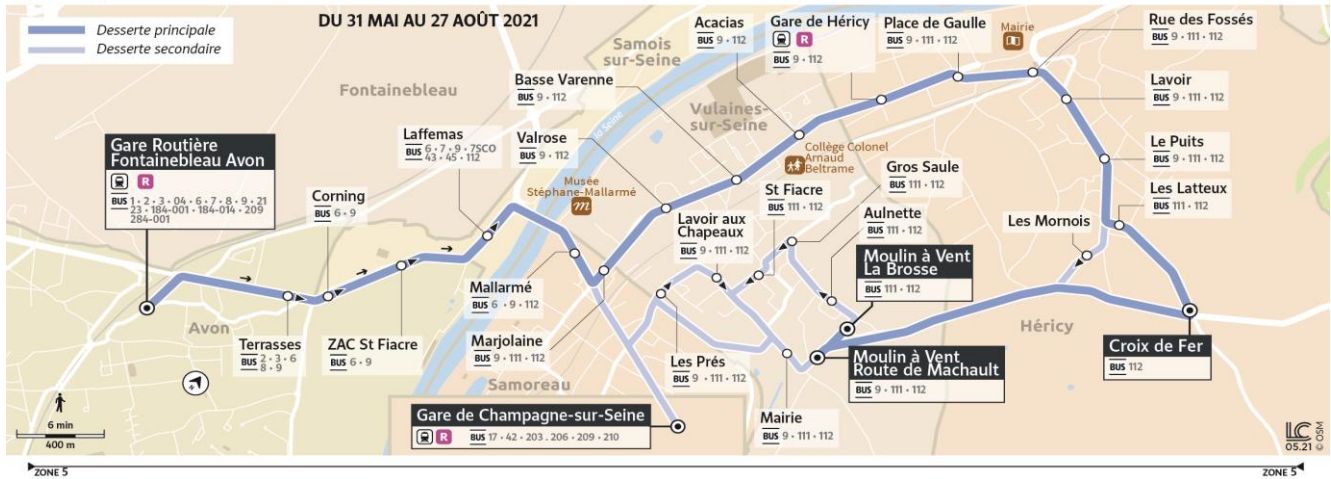 Desserte principale
Desserte secondaire
DU 31 MAI AU 27 AOÛT 2021
Fontainebleau
Samois
sur-Seine
la Seine
Acacias
BUS 9 • 112
Gare de Héricy
R
BUS 9 • 112
Place de Gaulle
BUS 9 • 111 • 112
Mairie
Rue des Fossés
BUS 9 • 111 • 112
Basse Varenne
BUS 9 • 112
Vulaines-
sur-Seine
Lavoir
BUS 9 • 111 • 112
Laffemas
BUS 6 • 7 • 9 • 7SCO
43 • 45 • 112
Valrose
BUS 9 • 112
Collège Colonel
Arnaud
Beltrame
Le Puits
BUS 9 • 111 • 112
Gare Routière
Fontainebleau Avon
R
BUS 1 • 2 • 3 • 04 • 6 • 7 • 8 • 9 • 21
23 • 184-001 • 184-014 • 209
284-001
Corning
BUS 6 • 9
Musée
Stéphane-Mallarmé
m
St Fiacre
BUS 111 • 112
Gros Saule
BUS 111 • 112
Les Latteux
BUS 111 • 112
Lavoir aux
Chapeaux
BUS 9 • 111 • 112
Aulnette
BUS 111 • 112
Les Mornois
Moulin à Vent
La Brosse
BUS 111 • 112
Mallarmé
BUS 6 • 9 • 112
Avon
Terrasses
BUS 2 • 3 • 6
8 • 9
ZAC St Fiacre
BUS 6 • 9
Marjolaine
BUS 9 • 111 • 112
Samoreau
Les Prés
BUS 9 • 111 • 112
Moulin à Vent
Route de Machault
BUS 9 • 111 • 112
Héricy
Croix de Fer
BUS 112
Gare de Champagne-sur-Seine
R
BUS 17 • 42 • 203 . 206 • 209 • 210
Mairie
BUS 9 • 111 • 112
6 min
400 m
LC
05.21 © OSM
ZONE 5
ZONE 5